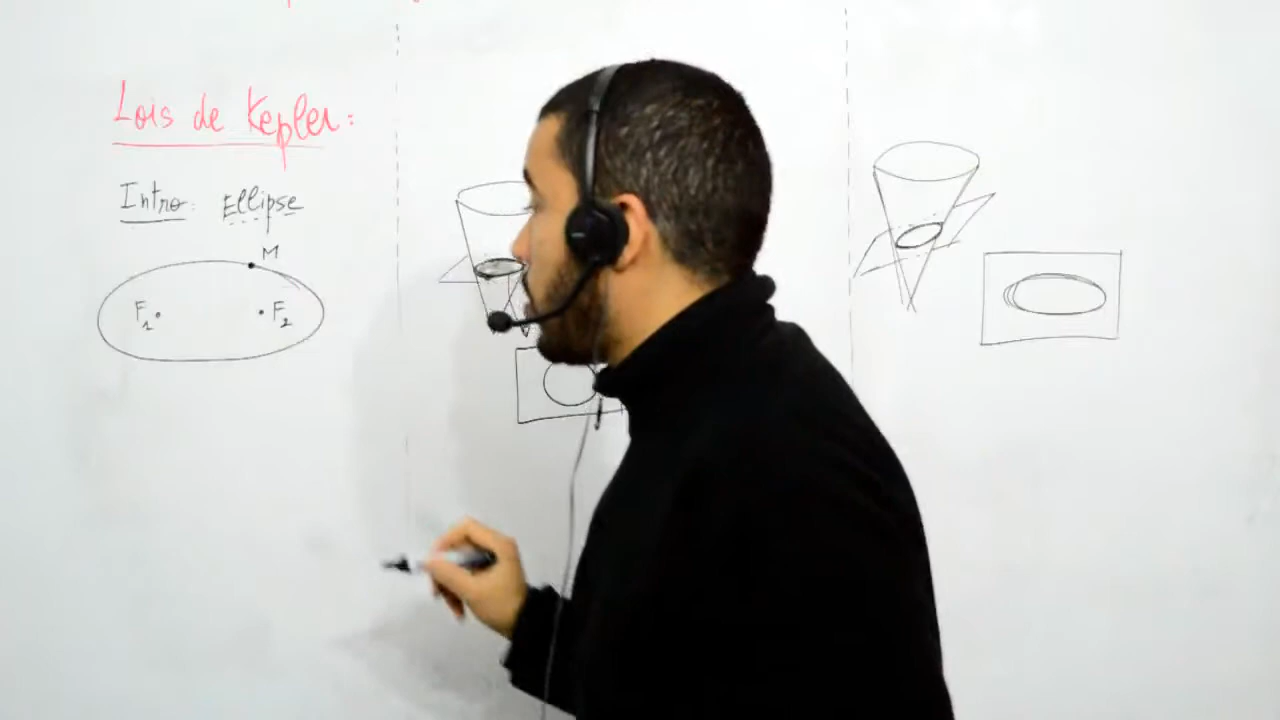 Lois de Kepler :
Intro : Ellipse
M
F1 F2